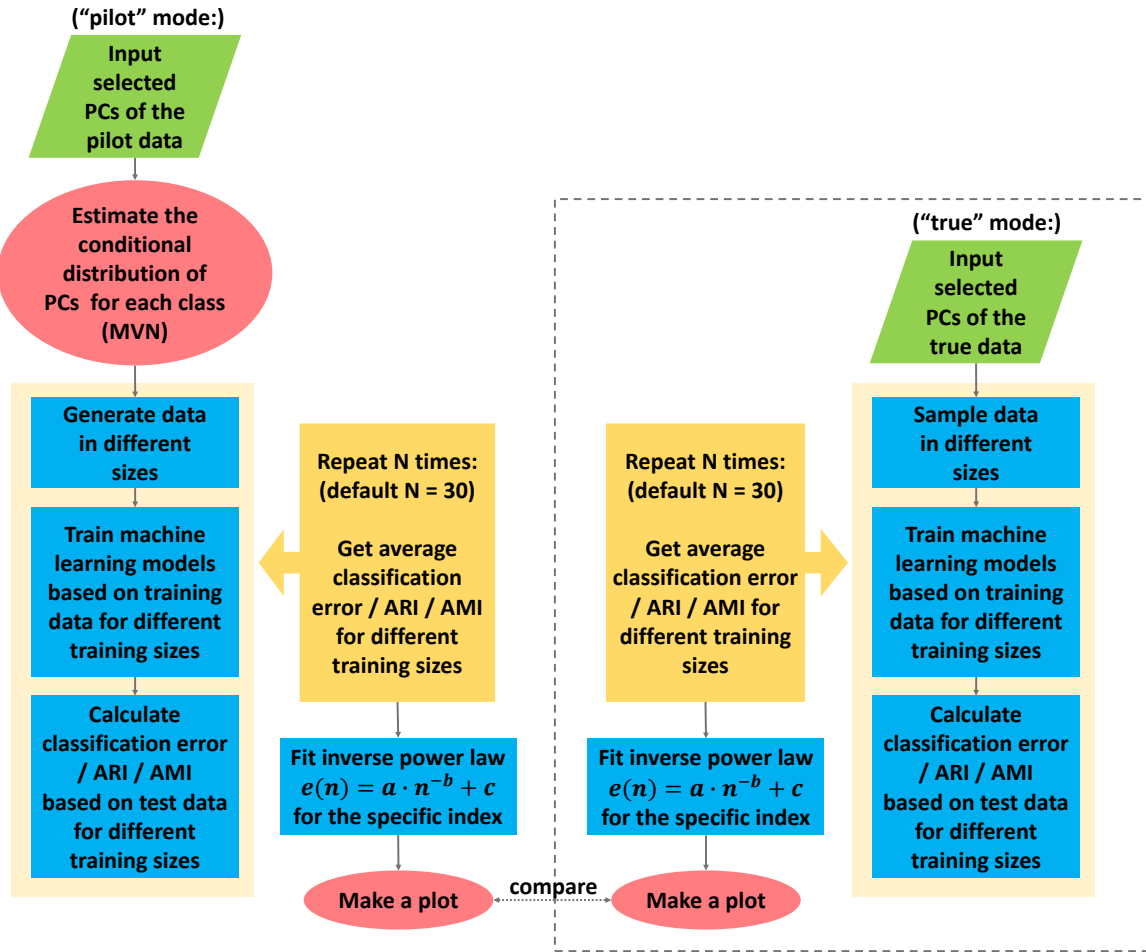 (“pilot” mode:)
Input
selected
PCs of the
pilot data
Estimate the
conditional
distribution of
PCs for each class
(MVN)
Generate data
in different
sizes
Train machine
learning models
based on training
data for different
training sizes
Calculate
classification error
/ ARI / AMI
based on test data
for different
training sizes
Repeat N times:
(default N = 30)
Get average
classification
error / ARI / AMI
for different
training sizes
Fit inverse power law
e(n) = a · n⁻ᵇ + c
for the specific index
Make a plot
compare
(“true” mode:)
Input
selected
PCs of the
true data
Sample data
in different
sizes
Train machine
learning models
based on training
data for different
training sizes
Calculate
classification error
/ ARI / AMI
based on test data
for different
training sizes
Repeat N times:
(default N = 30)
Get average
classification error
/ ARI / AMI for
different training
sizes
Fit inverse power law
e(n) = a · n⁻ᵇ + c
for the specific index
Make a plot